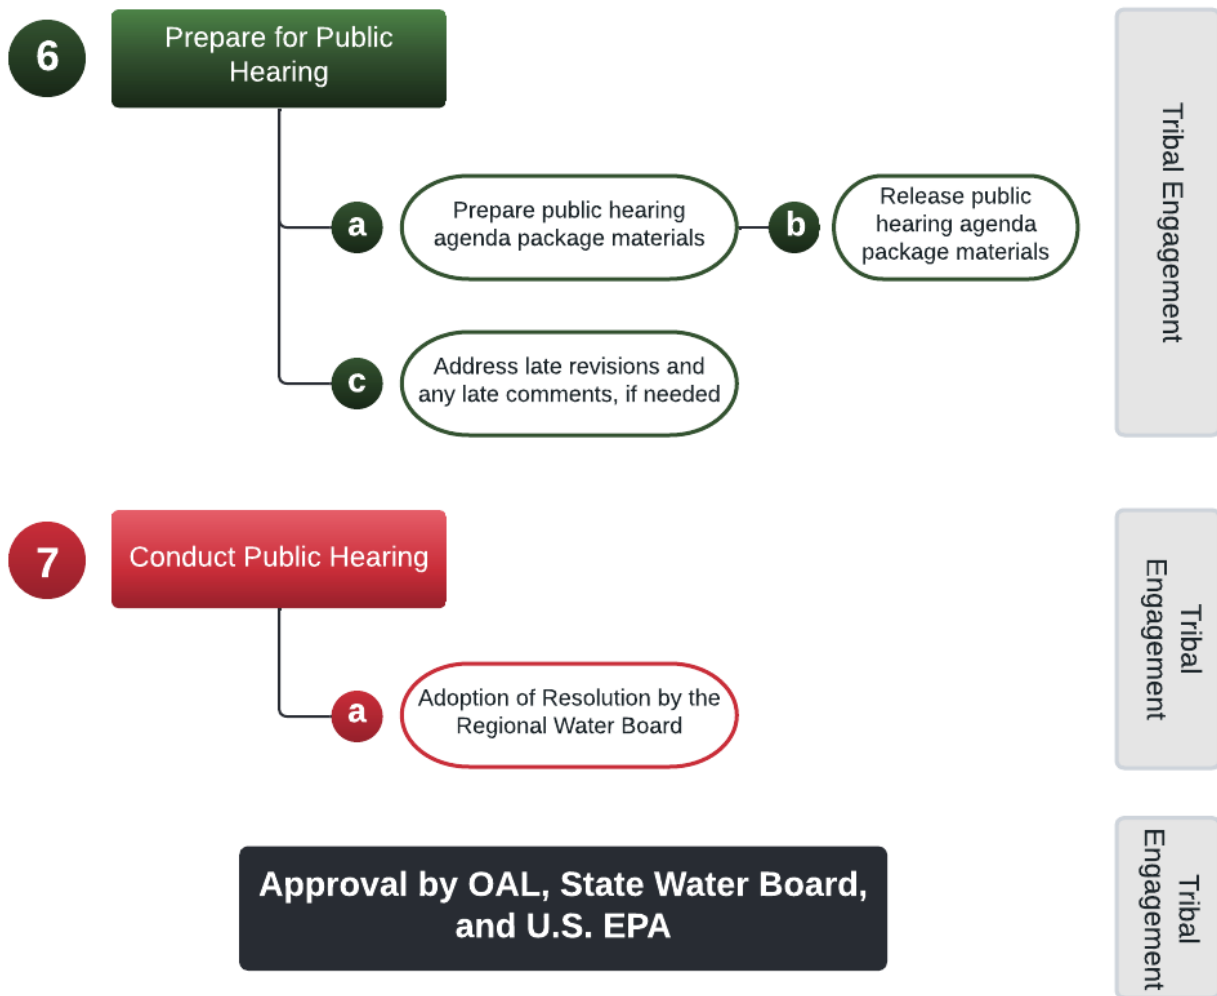 6
Prepare for Public
Hearing
a
Prepare public hearing
agenda package materials
b
Release public
hearing agenda
package materials
c
Address late revisions and
any late comments, if needed
Tribal Engagement
7
Conduct Public Hearing
a
Adoption of Resolution by the
Regional Water Board
Tribal
Engagement
Approval by OAL, State Water Board,
and U.S. EPA
Tribal
Engagement